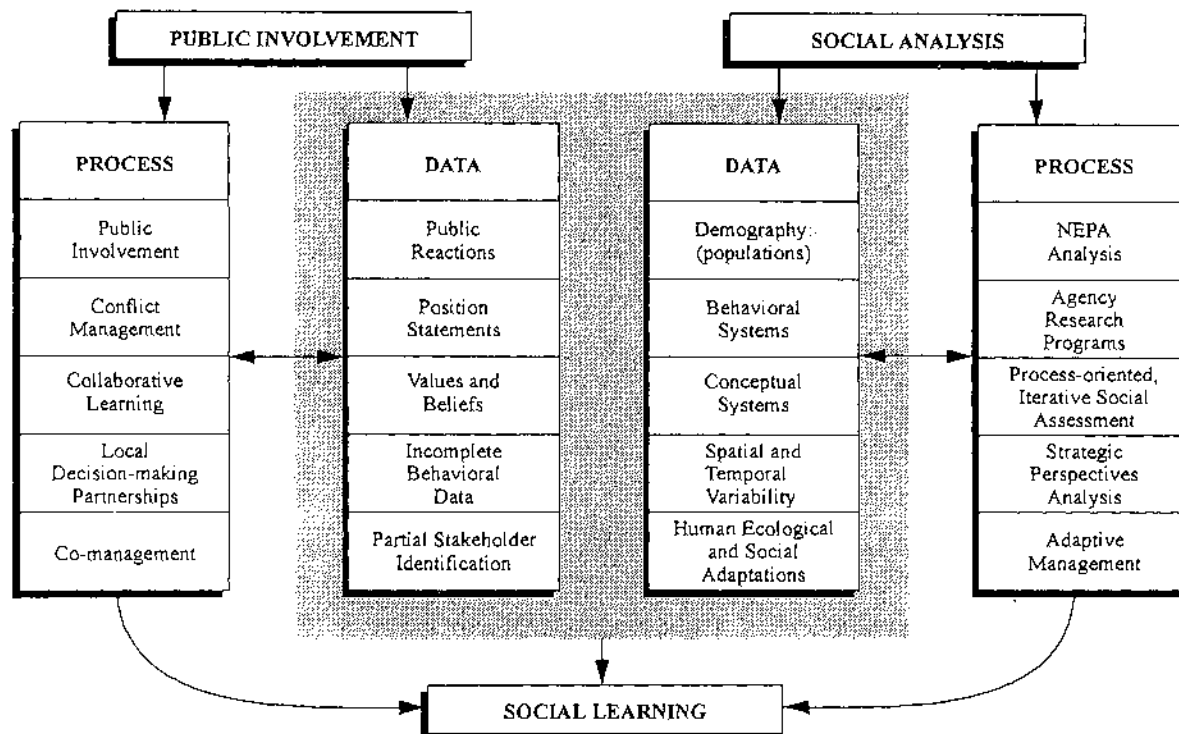 PUBLIC INVOLVEMENT
SOCIAL ANALYSIS
PROCESS
Public
Involvement
Conflict
Management
Collaborative
Learning
Local
Decision-making
Partnerships
Co-management
DATA
Public
Reactions
Position
Statements
Values and
Beliefs
Incomplete
Behavioral
Data
Partial Stakeholder
Identification
DATA
Demography:
(populations)
Behavioral
Systems
Conceptual
Systems
Spatial and
Temporal
Variability
Human Ecological
and Social
Adaptations
PROCESS
NEPA
Analysis
Agency
Research
Programs
Process-oriented,
Iterative Social
Assessment
Strategic
Perspectives
Analysis
Adaptive
Management
SOCIAL LEARNING